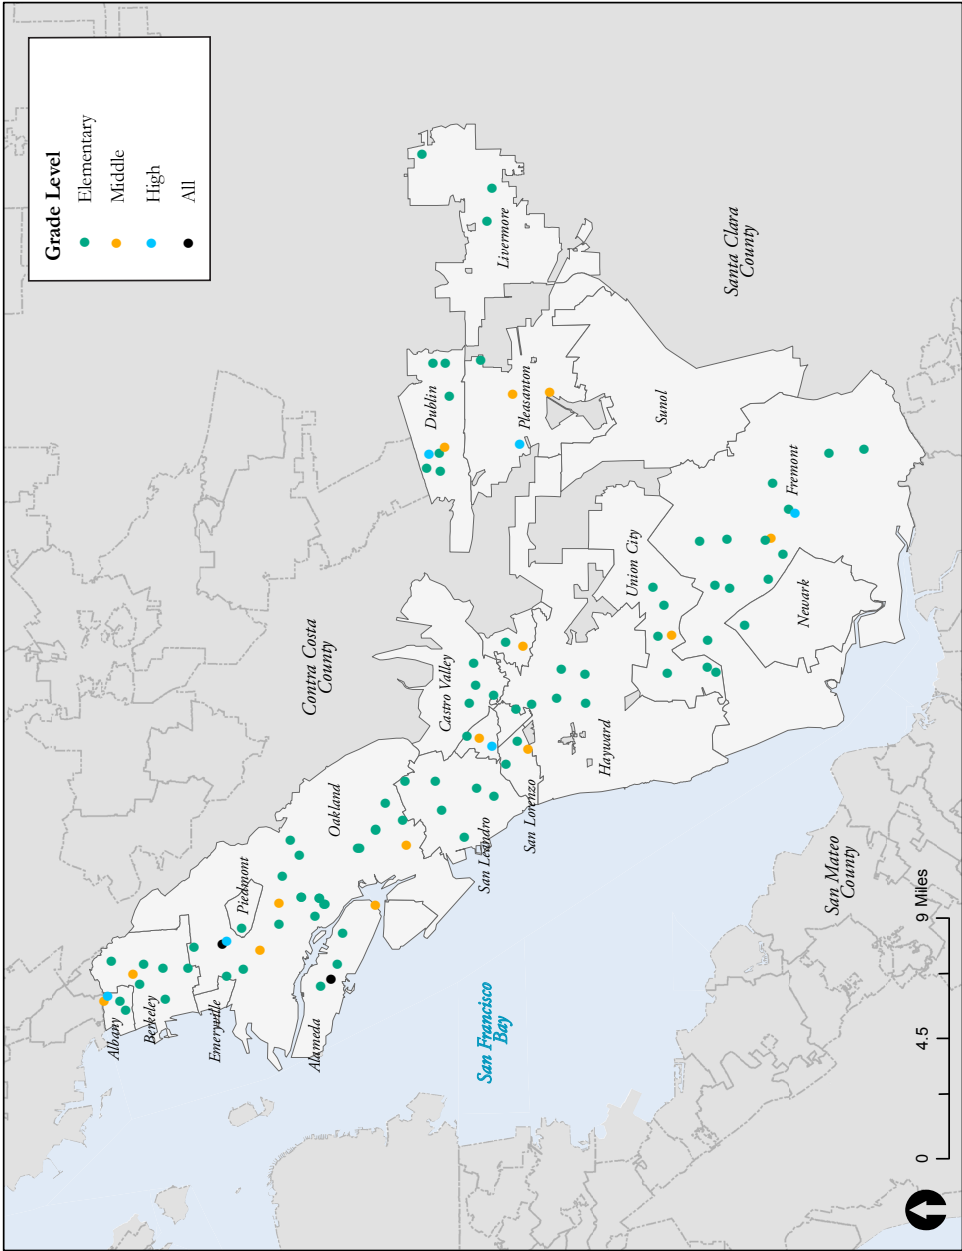 Grade Level
Elementary
Middle
High
All
Albany
Berkeley
Emeryville
Piedmont
Oakland
Alameda
Contra Costa
County
Castro Valley
San Leandro
San Lorenzo
Hayward
Dublin
Livermore
Pleasanton
Sunol
Union City
Fremont
Newark
Santa Clara
County
San Francisco
Bay
San Mateo
County
0
4.5
9 Miles